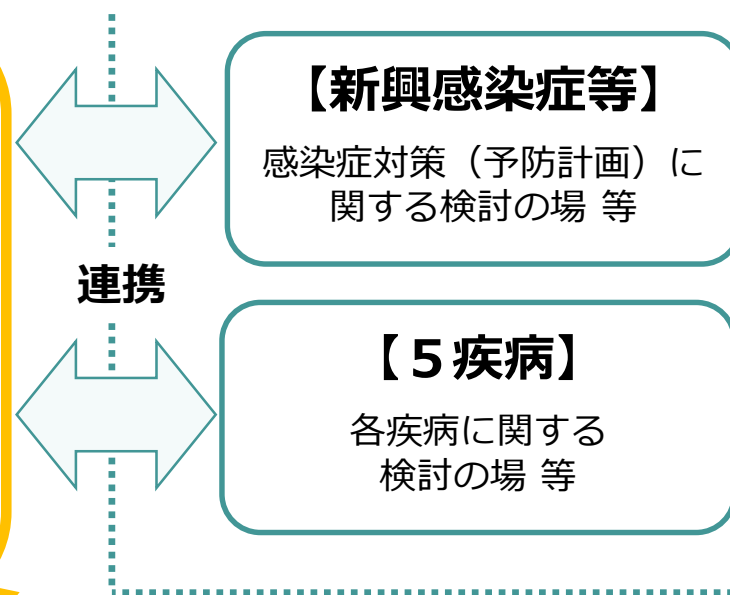 【新興感染症等】
感染症対策（予防計画）に
関する検討の場 等
連携
【５疾病】
各疾病に関する
検討の場 等